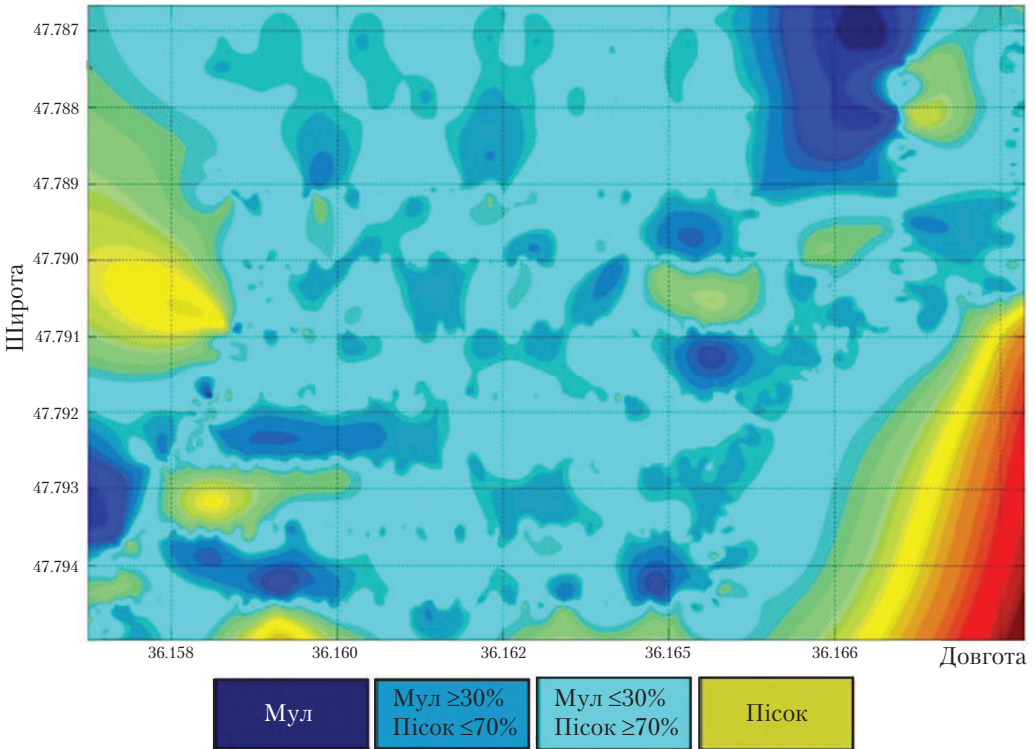 47.787
47.788
47.789
47.790
47.791
47.792
47.793
47.794
Широта
36.158 36.160 36.162 36.165 36.166 Довгота
Мул
Мул ≥30%
Пісок ≤70%
Мул ≤30%
Пісок ≥70%
Пісок